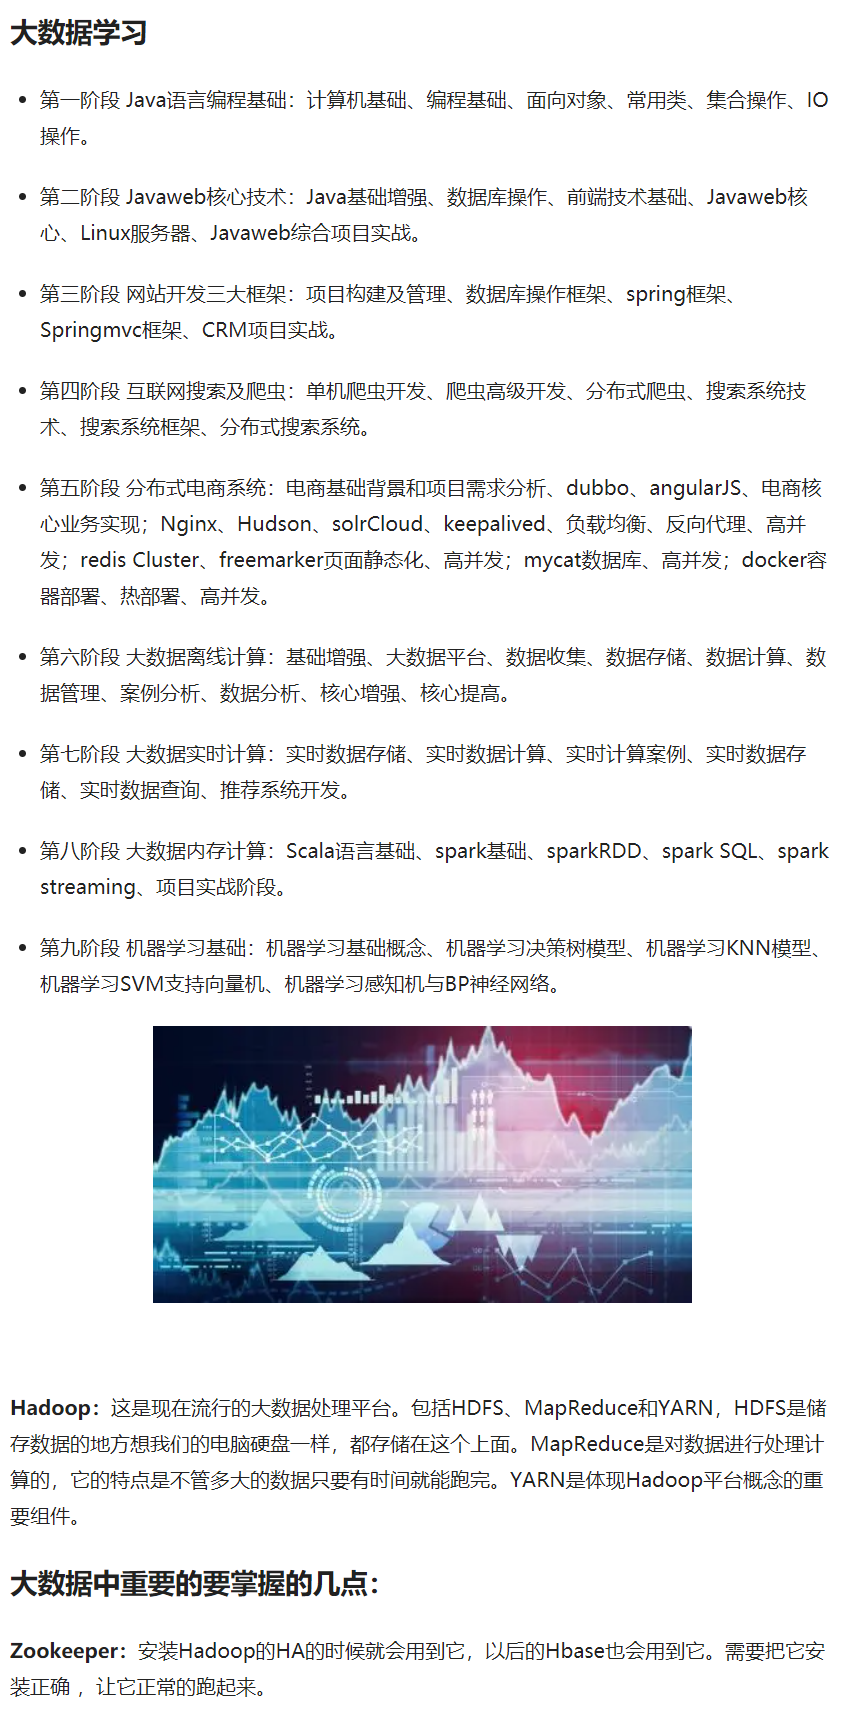 大数据学习
第一阶段 Java语言编程基础：计算机基础、编程基础、面向对象、常用类、集合操作、IO
操作。
第二阶段 Javaweb核心技术：Java基础增强、数据库操作、前端技术基础、Javaweb核
心、Linux服务器、Javaweb综合项目实战。
第三阶段 网站开发三大框架：项目构建及管理、数据库操作框架、spring框架、
Springmvc框架、CRM项目实战。
第四阶段 互联网搜索及爬虫：单机爬虫开发、爬虫高级开发、分布式爬虫、搜索系统技
术、搜索系统框架、分布式搜索系统。
第五阶段 分布式电商系统：电商基础背景和项目需求分析、dubbo、angularJS、电商核
心业务实现；Nginx、Hudson、solrCloud、keepalived、负载均衡、反向代理、高并
发；redis Cluster、freemarker页面静态化、高并发；mycat数据库、高并发；docker容
器部署、热部署、高并发。
第六阶段 大数据离线计算：基础增强、大数据平台、数据收集、数据存储、数据计算、数
据管理、案例分析、数据分析、核心增强、核心提高。
第七阶段 大数据实时计算：实时数据存储、实时数据计算、实时计算案例、实时数据存
储、实时数据查询、推荐系统开发。
第八阶段 大数据内存计算：Scala语言基础、spark基础、sparkRDD、spark SQL、spark
streaming、项目实战阶段。
第九阶段 机器学习基础：机器学习基础概念、机器学习决策树模型、机器学习KNN模型、
机器学习SVM支持向量机、机器学习感知机与BP神经网络。
Hadoop：这是现在流行的大数据处理平台。包括HDFS、MapReduce和YARN，HDFS是储
存数据的地方想我们的电脑硬盘一样，都存储在这个上面。MapReduce是对数据进行处理计
算的，它的特点是不管多大的数据只要有时间就能跑完。YARN是体现Hadoop平台概念的重
要组件。
大数据中重要的要掌握的几点：
Zookeeper：安装Hadoop的HA的时候就会用到它，以后的Hbase也会用到它。需要把它安
装正确 ，让它正常的跑起来。